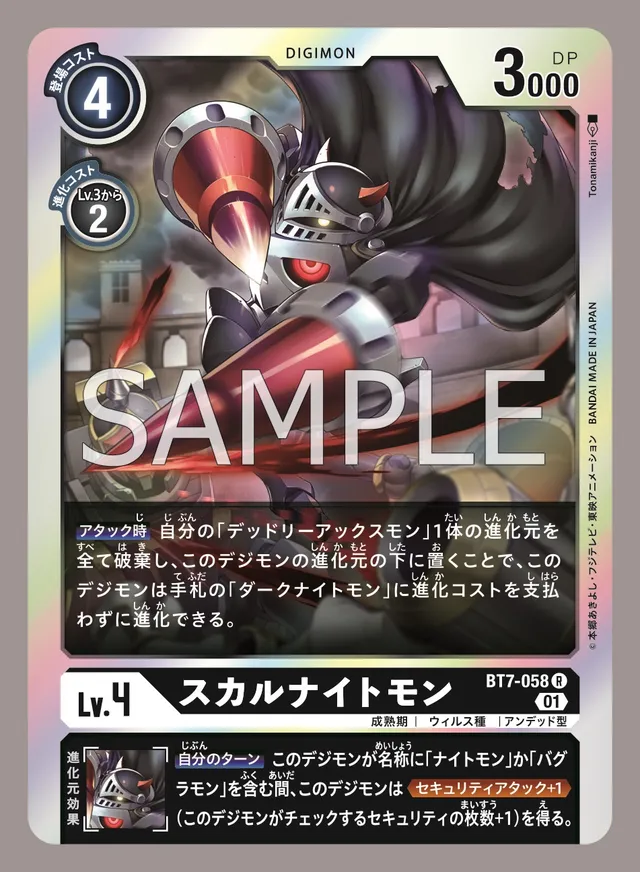 登場コスト
4
DIGIMON
3000
DP
進化コスト
Lv.3から
2
Tonamikanji
SAMPLE
アタック時 自分の「デッドリーアックスモン」1体の進化元を
全て破棄し、このデジモンの進化元の下に置くことで、この
デジモンは手札の「ダークナイトモン」に進化コストを支払
わずに進化できる。
©本郷あきよし・フジテレビ・東映アニメーション BANDAI MADE IN JAPAN
Lv.4
スカルナイトモン
BT7-058 R
01
成熟期 | ウィルス種 | アンデッド型
進化元効果
自分のターン このデジモンが名称に「ナイトモン」か「バグ
ラモン」を含む間、このデジモンは セキュリティアタック+1
(このデジモンがチェックするセキュリティの枚数+1)を得る。